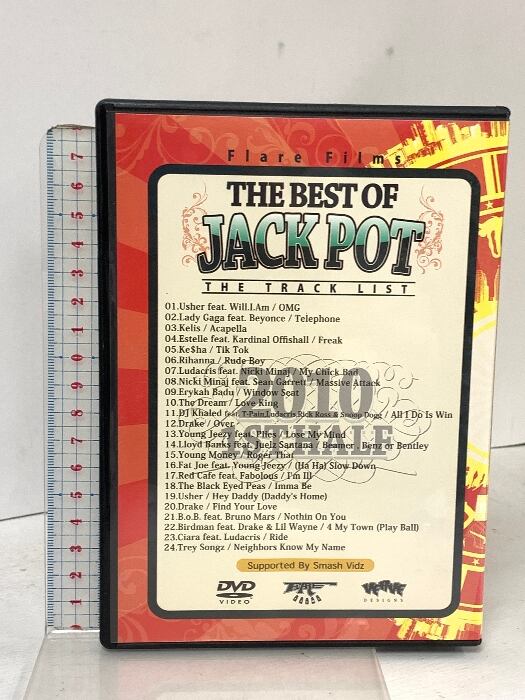 Flare Films
THE BEST OF
JACK POT
THE TRACK LIST
2010
1ST HALF
01.Usher feat. Will.I.Am / OMG
02.Lady Gaga feat. Beyonce / Telephone
03.Kelis / Acapella
04.Estelle feat. Kardinal Offishall / Freak
05.Ke$ha / Tik Tok
06.Rihanna / Rude Boy
07.Ludacris feat. Nicki Minaj / My Chick Bad
08.Nicki Minaj feat. Sean Garrett / Massive Attack
09.Erykah Badu / Window Seat
10.The Dream / Love King
11.DJ Khaled feat. T-Pain,Ludacris,Rick Ross & Snoop Dogg / All I Do Is Win
12.Drake / Over
13.Young Jeezy feat. Plies / Lose My Mind
14.Lloyd Banks feat. Juelz Santana / Beamer , Benz or Bentley
15.Young Money / Roger That
16.Fat Joe feat. Young Jeezy / (Ha Ha) Slow Down
17.Red Cafe feat. Fabolous / I'm Ill
18.The Black Eyed Peas / Imma Be
19.Usher / Hey Daddy (Daddy's Home)
20.Drake / Find Your Love
21.B.o.B. feat. Bruno Mars / Nothin On You
22.Birdman feat. Drake & Lil Wayne / 4 My Town (Play Ball)
23.Ciara feat. Ludacris / Ride
24.Trey Songz / Neighbors Know My Name
Supported By Smash Vidz
DVD
VIDEO
DESIGNS